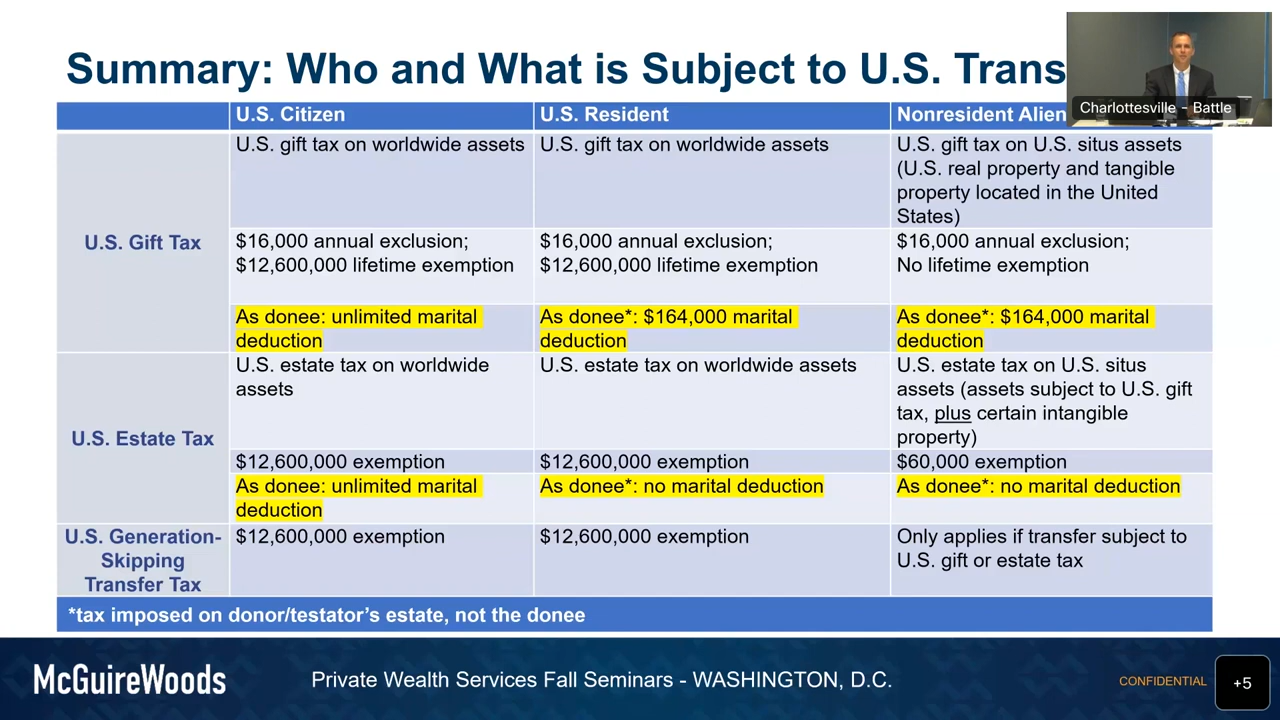 Summary: Who and What is Subject to U.S. Trans
Charlottesville - Battle
U.S. Citizen
U.S. Resident
Nonresident Alien
U.S. Gift Tax
U.S. gift tax on worldwide assets
U.S. gift tax on worldwide assets
U.S. gift tax on U.S. situs assets
(U.S. real property and tangible
property located in the United
States)
$16,000 annual exclusion;
$12,600,000 lifetime exemption
$16,000 annual exclusion;
$12,600,000 lifetime exemption
$16,000 annual exclusion;
No lifetime exemption
As donee: unlimited marital
deduction
As donee*: $164,000 marital
deduction
As donee*: $164,000 marital
deduction
U.S. Estate Tax
U.S. estate tax on worldwide
assets
U.S. estate tax on worldwide assets
U.S. estate tax on U.S. situs
assets (assets subject to U.S. gift
tax, plus certain intangible
property)
$12,600,000 exemption
$12,600,000 exemption
$60,000 exemption
As donee: unlimited marital
deduction
As donee*: no marital deduction
As donee*: no marital deduction
U.S. Generation-
Skipping
Transfer Tax
$12,600,000 exemption
$12,600,000 exemption
Only applies if transfer subject to
U.S. gift or estate tax
*tax imposed on donor/testator's estate, not the donee
McGuireWoods
Private Wealth Services Fall Seminars - WASHINGTON, D.C.
CONFIDENTIAL
+5